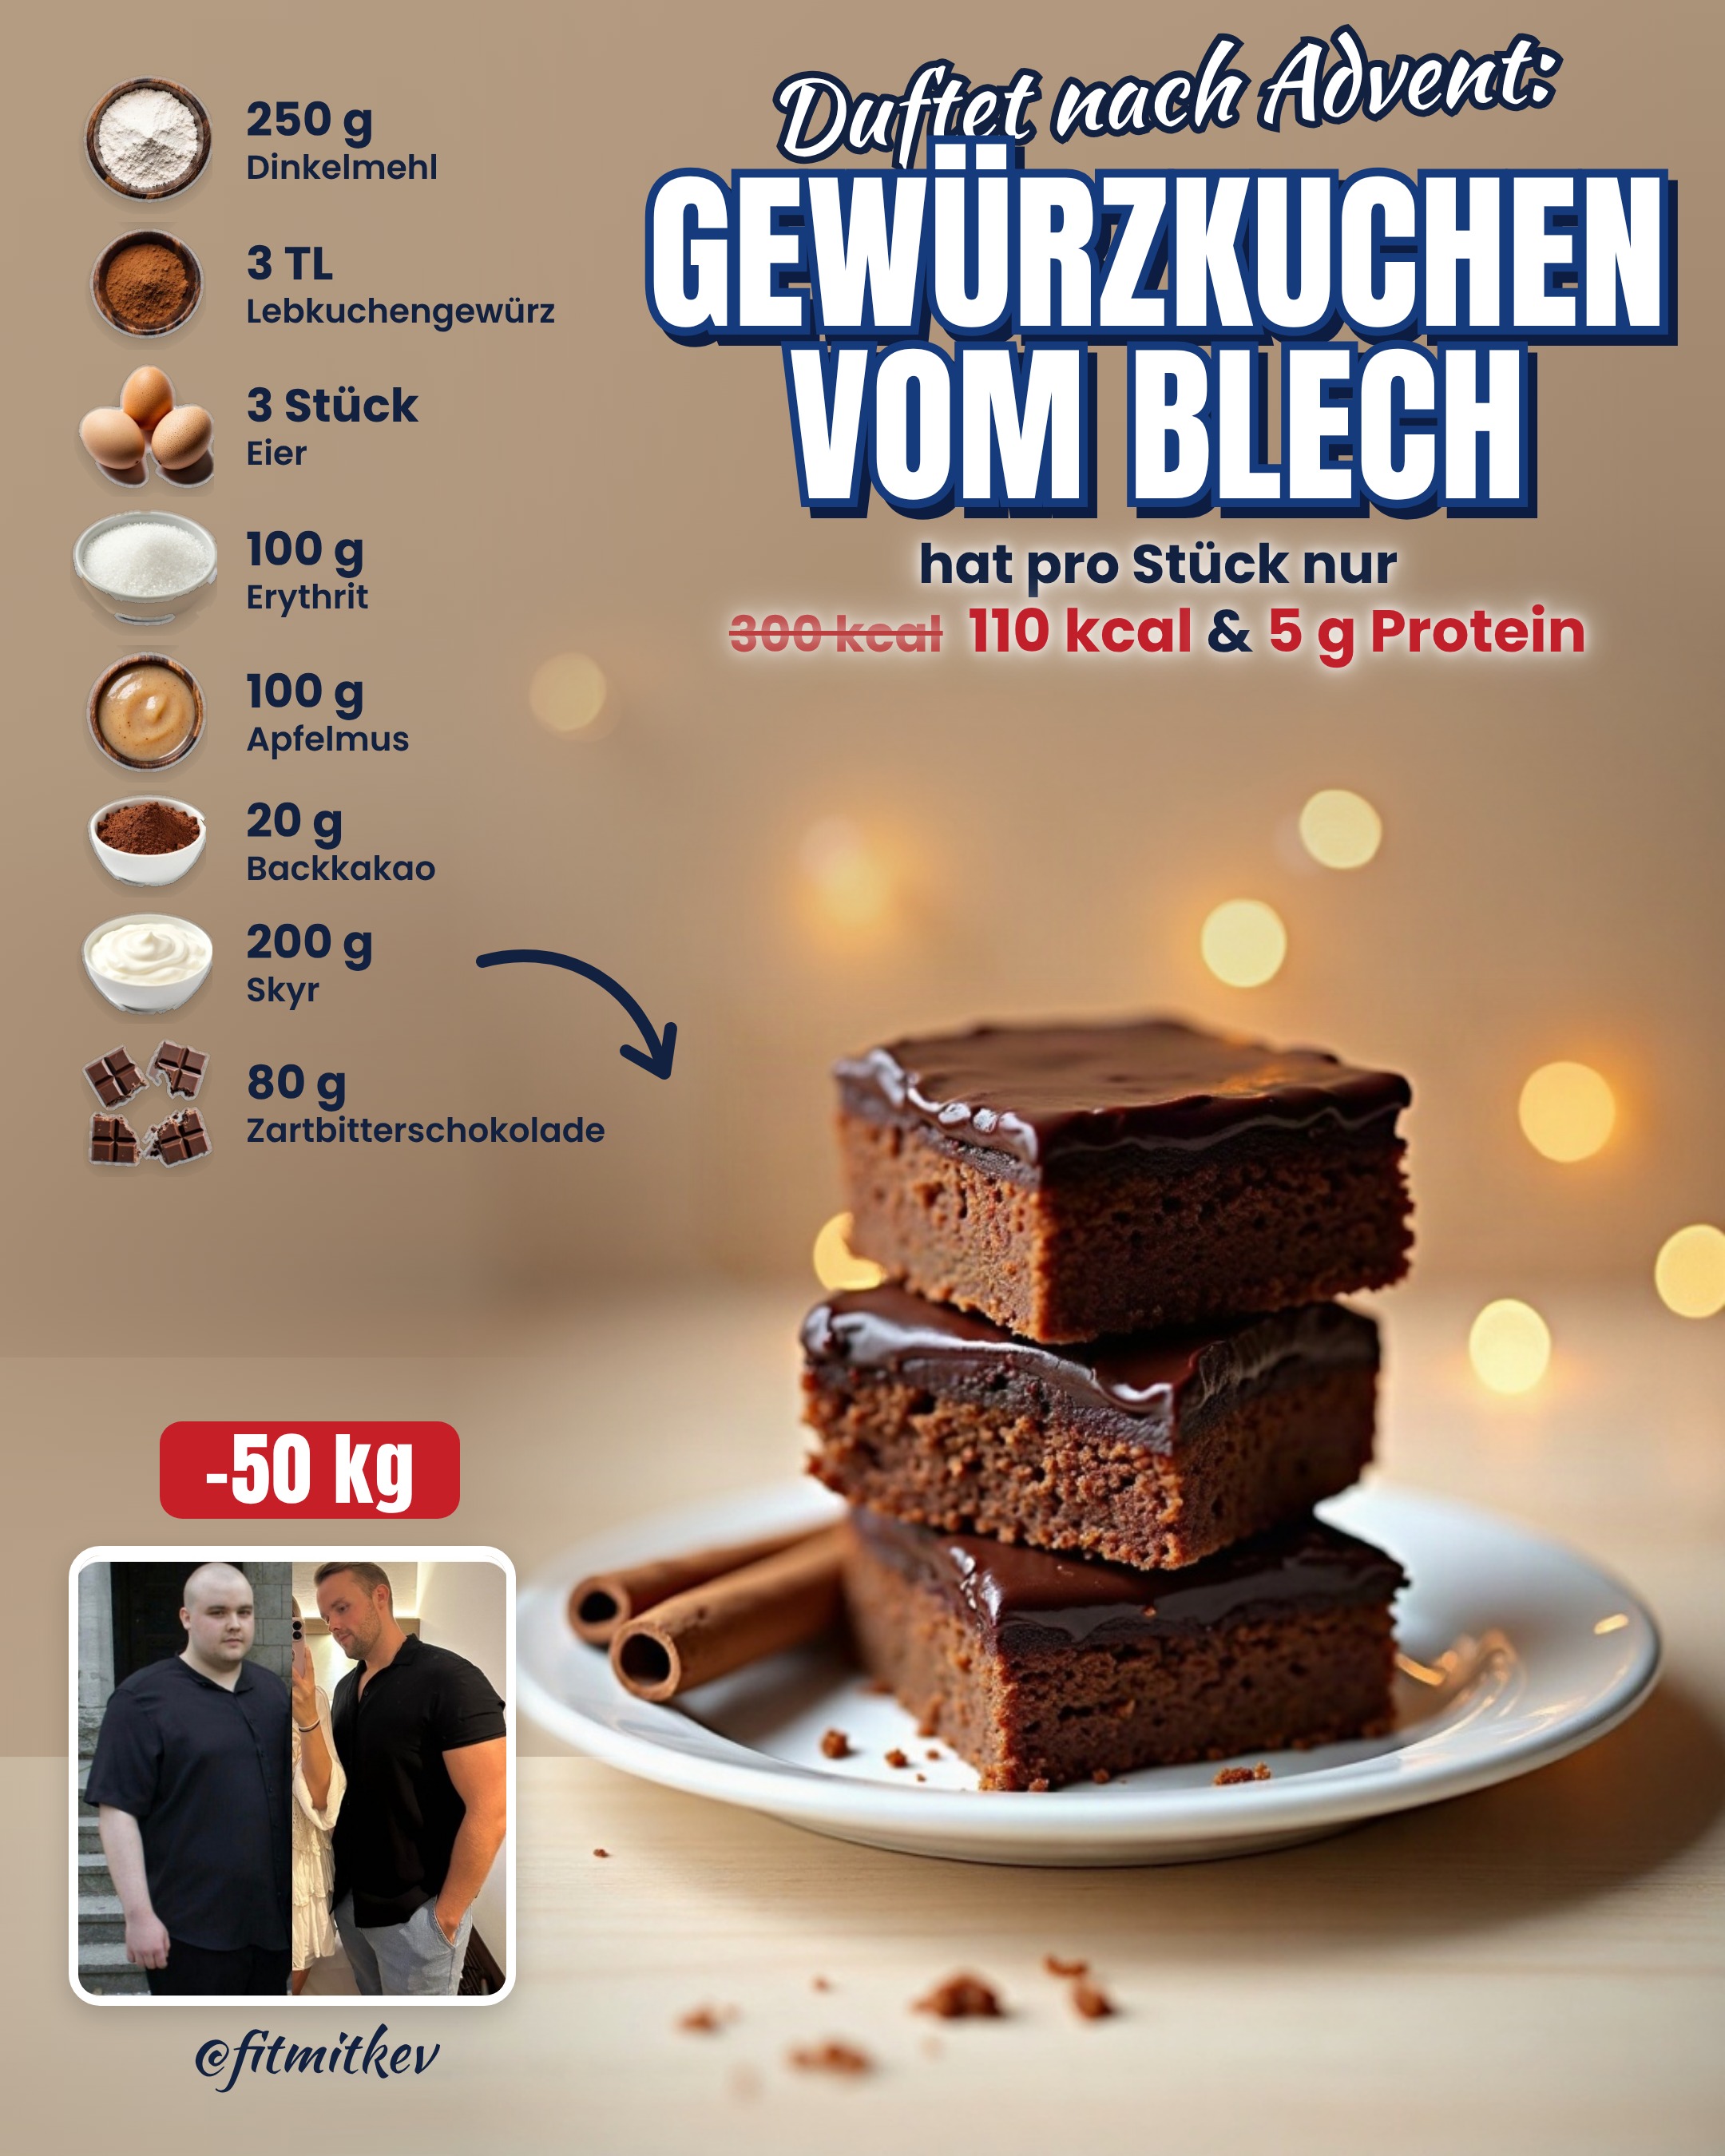 Duftet nach Advent:
GEWÜRZKUCHEN
VOM BLECH
hat pro Stück nur
300 kcal 110 kcal & 5 g Protein
250 g
Dinkelmehl
3 TL
Lebkuchengewürz
3 Stück
Eier
100 g
Erythrit
100 g
Apfelmus
20 g
Backkakao
200 g
Skyr
80 g
Zartbitterschokolade
-50 kg
@fitmitkev